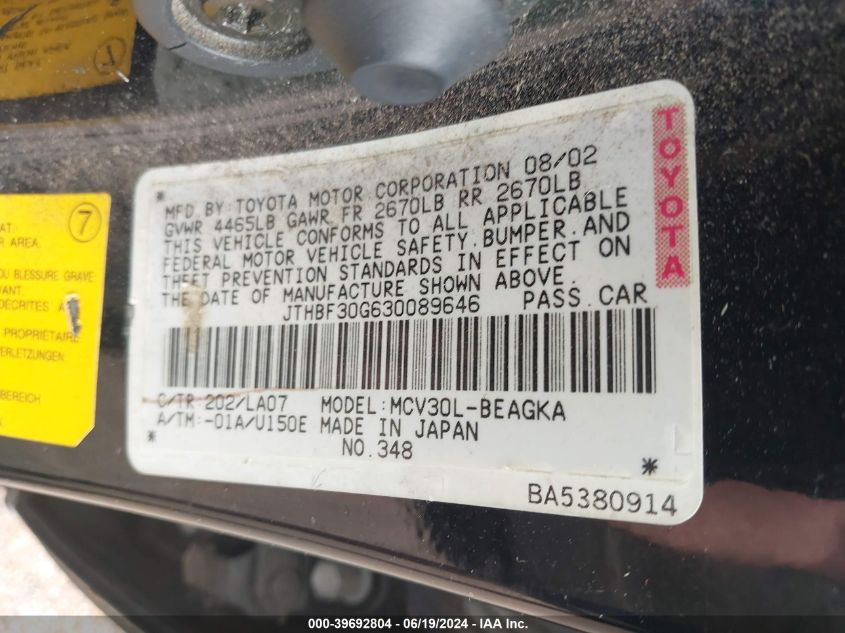 MFD BY: TOYOTA MOTOR CORPORATION 08/02
GVWR 4465LB GAWR FR 2670LB RR 2670LB
THIS VEHICLE CONFORMS TO ALL APPLICABLE
FEDERAL MOTOR VEHICLE SAFETY, BUMPER, AND
THEFT PREVENTION STANDARDS IN EFFECT ON
THE DATE OF MANUFACTURE SHOWN ABOVE.
JTHBF30G630089646 PASS. CAR
C/TR: 202/LA07 MODEL: MCV30L-BEAGKA
A/TM: -01A/U150E MADE IN JAPAN
NO. 348
BA5380914
TOYOTA
7
AREA.
BLESSURE GRAVE
DÉCRITES
PROPRIETAIRE
VERLETZUNGEN
BEREICH
000-39692804 - 06/19/2024 - IAA Inc.